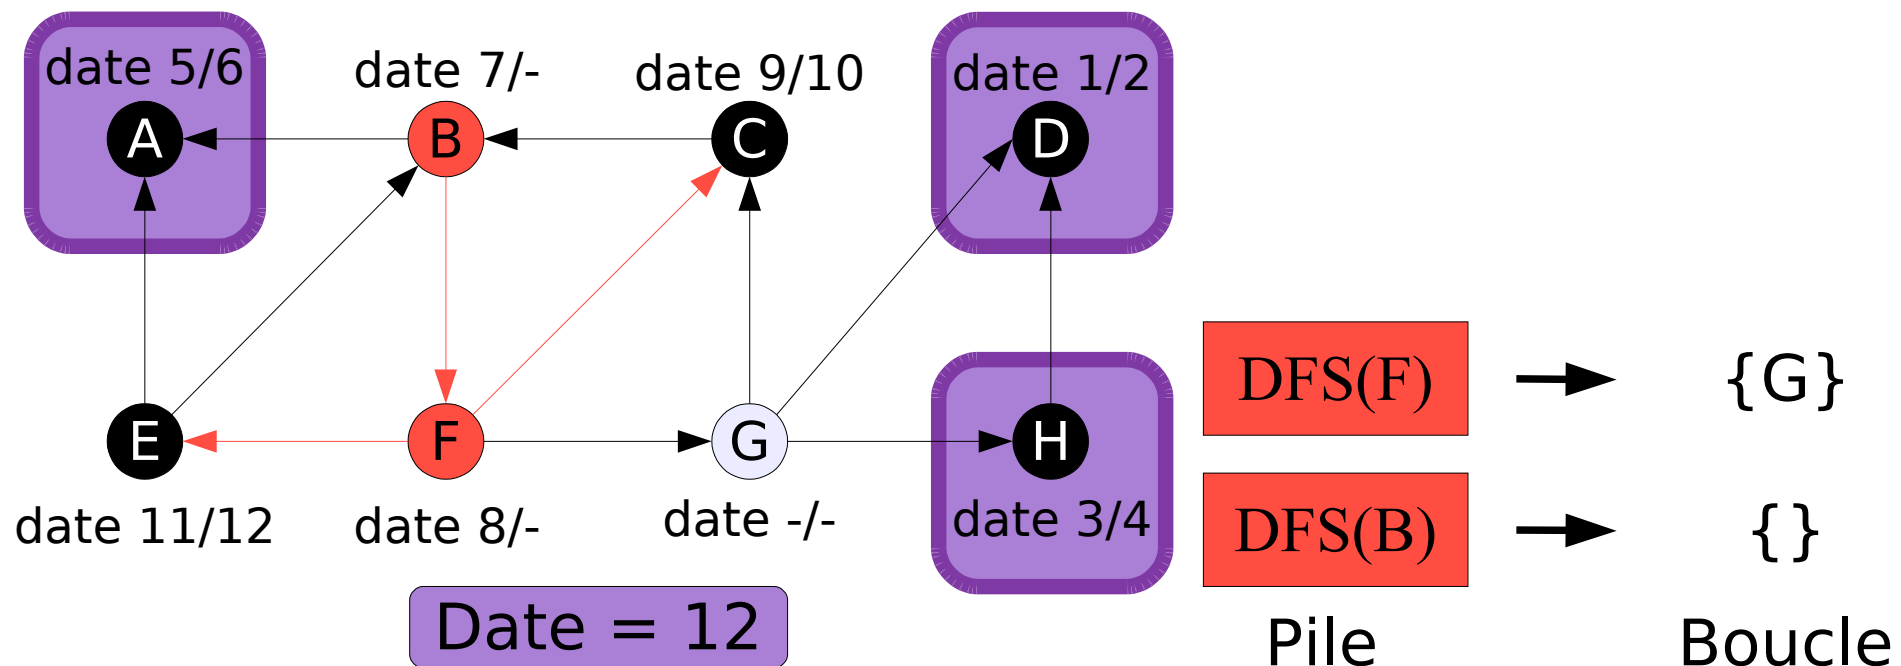 date 5/6
date 7/-
date 9/10
date 1/2
A
B
C
D
E
F
G
H
date 11/12
date 8/-
date -/-
date 3/4
Date = 12
DFS(F)
{G}
DFS(B)
{}
Pile
Boucle